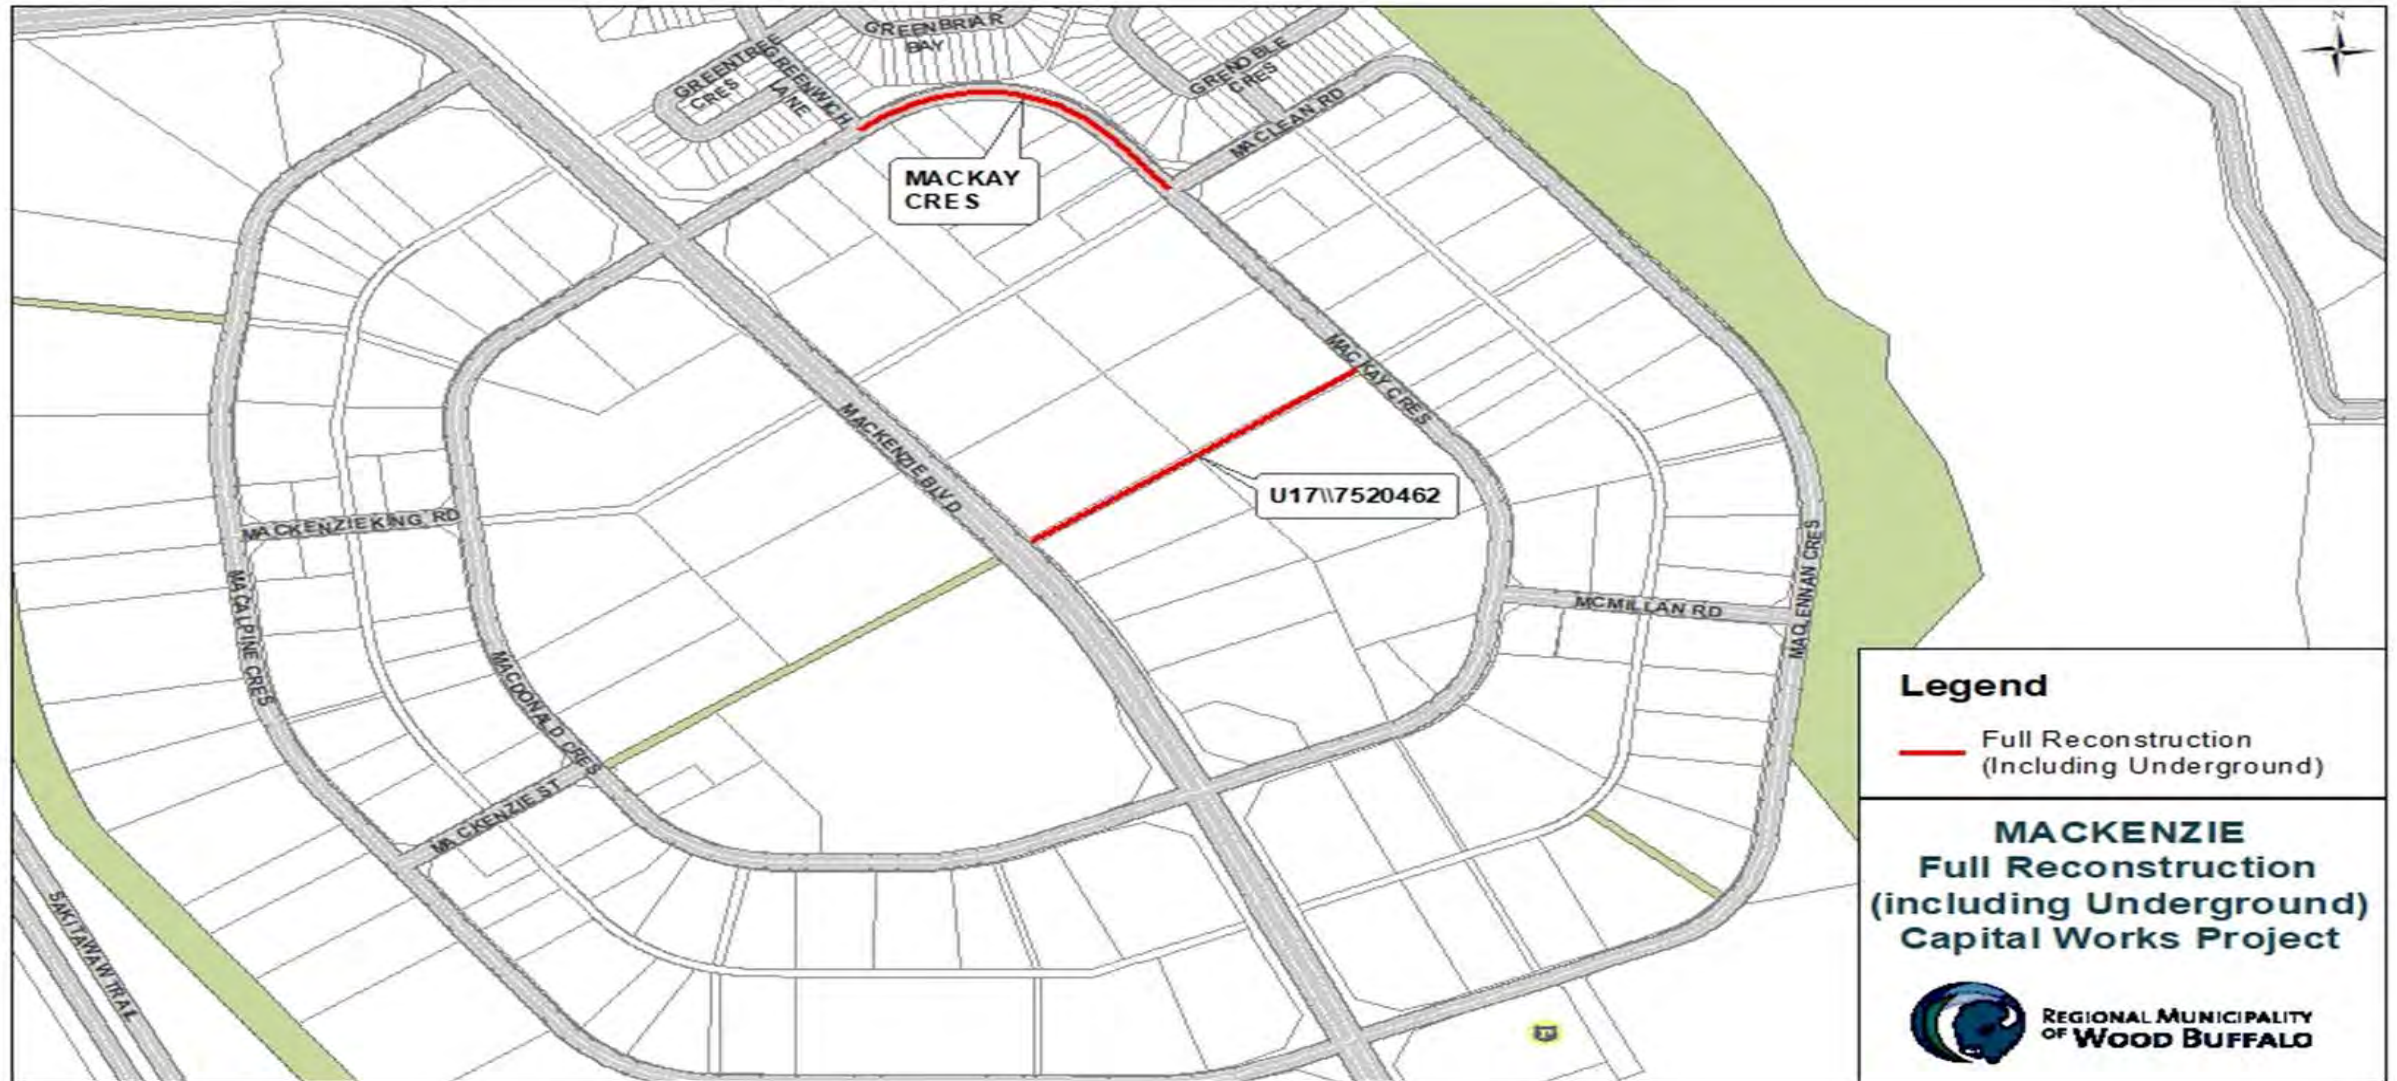 GREENBRIAR
BAY
GREENTREE
CRES
GREENWICH
LANE
GRENOBLE
CRES
MACLEAN RD
MACKAY
CRES
MACKAY CRES
MACKENZIE BLVD
U17\\7520462
MACKENZIE KING RD
MACALPINE CRES
MACDONALD CRES
MACKENZIE ST
MCMILLAN RD
MACLENNAN CRES
SAKITAWAW TRAIL
N
Legend
Full Reconstruction
(Including Underground)
MACKENZIE
Full Reconstruction
(including Underground)
Capital Works Project
REGIONAL MUNICIPALITY
OF WOOD BUFFALO